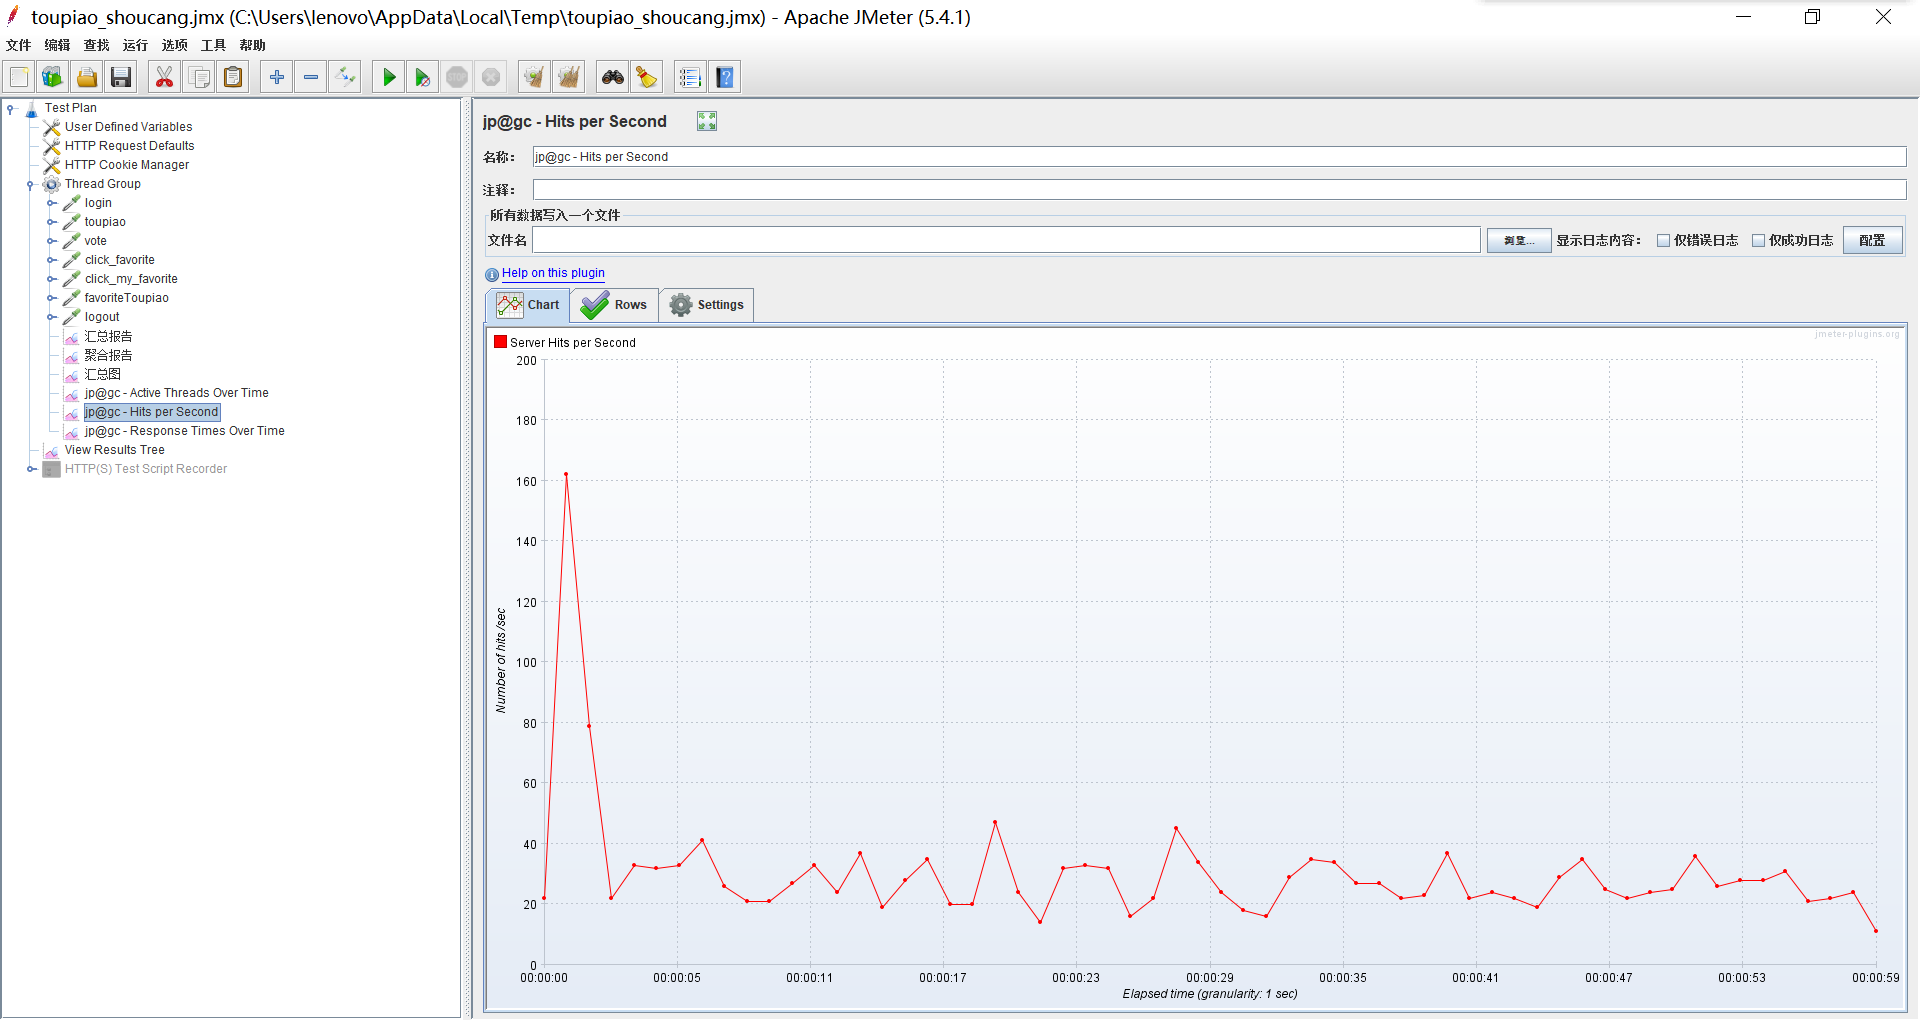 toupiao_shoucang.jmx (C:\Users\lenovo\AppData\Local\Temp\toupiao_shoucang.jmx) - Apache JMeter (5.4.1)
文件 编辑 查找 运行 选项 工具 帮助
STOP
Test Plan
User Defined Variables
HTTP Request Defaults
HTTP Cookie Manager
Thread Group
login
toupiao
vote
click_favorite
click_my_favorite
favoriteToupiao
logout
汇总报告
聚合报告
汇总图
jp@gc - Active Threads Over Time
jp@gc - Hits per Second
jp@gc - Response Times Over Time
View Results Tree
HTTP(S) Test Script Recorder
jp@gc - Hits per Second
名称： jp@gc - Hits per Second
注释：
所有数据写入一个文件
文件名 浏览... 显示日志内容： 仅错误日志 仅成功日志 配置
Help on this plugin
Chart Rows Settings
jmeter-plugins.org
Server Hits per Second
200
180
160
140
120
100
80
60
40
20
0
Number of hits /sec
00:00:00 00:00:05 00:00:11 00:00:17 00:00:23 00:00:29 00:00:35 00:00:41 00:00:47 00:00:53 00:00:59
Elapsed time (granularity: 1 sec)